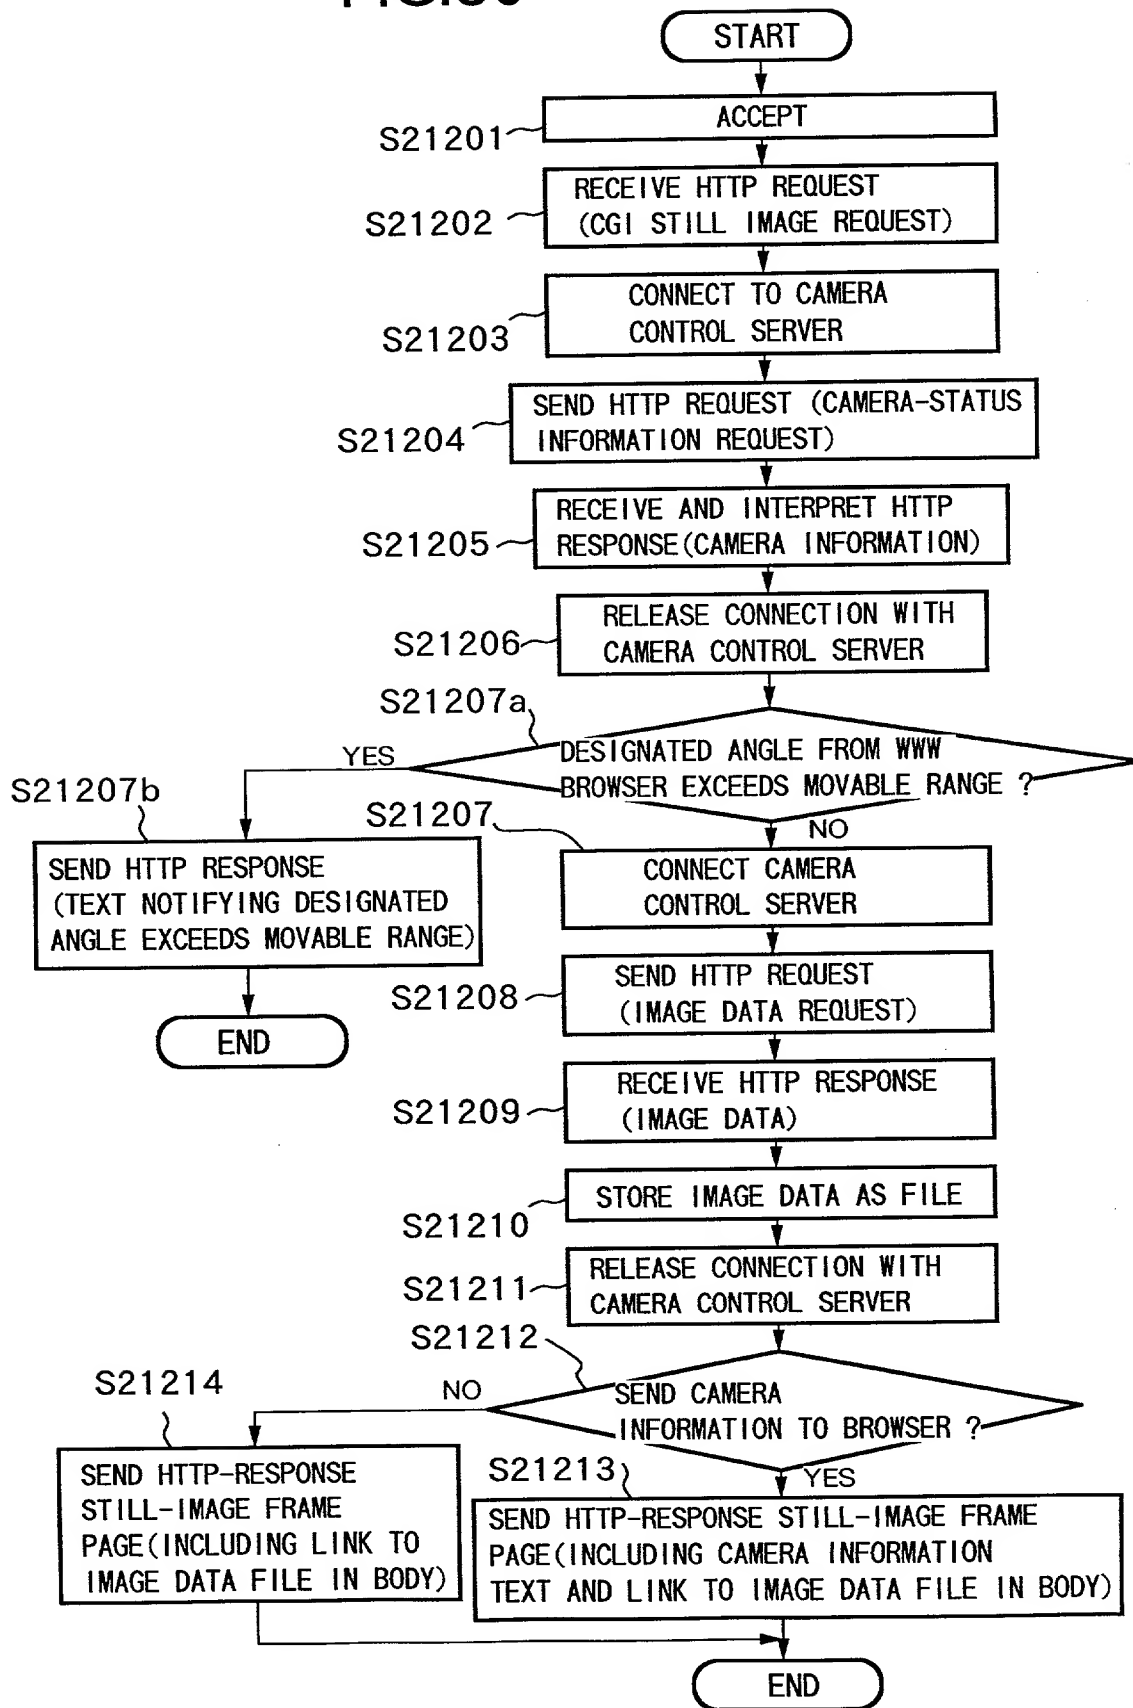 START
ACCEPT
S21201
RECEIVE HTTP REQUEST
(CGI STILL IMAGE REQUEST)
S21202
CONNECT TO CAMERA
CONTROL SERVER
S21203
SEND HTTP REQUEST (CAMERA-STATUS
INFORMATION REQUEST)
S21204
RECEIVE AND INTERPRET HTTP
RESPONSE(CAMERA INFORMATION)
S21205
RELEASE CONNECTION WITH
CAMERA CONTROL SERVER
S21206
S21207a
DESIGNATED ANGLE FROM WWW
BROWSER EXCEEDS MOVABLE RANGE ?
YES
S21207b
SEND HTTP RESPONSE
(TEXT NOTIFYING DESIGNATED
ANGLE EXCEEDS MOVABLE RANGE)
END
NO
S21207
CONNECT CAMERA
CONTROL SERVER
SEND HTTP REQUEST
(IMAGE DATA REQUEST)
S21208
RECEIVE HTTP RESPONSE
(IMAGE DATA)
S21209
STORE IMAGE DATA AS FILE
S21210
RELEASE CONNECTION WITH
CAMERA CONTROL SERVER
S21211
S21212
SEND CAMERA
INFORMATION TO BROWSER ?
NO
S21214
SEND HTTP-RESPONSE
STILL-IMAGE FRAME
PAGE(INCLUDING LINK TO
IMAGE DATA FILE IN BODY)
YES
S21213
SEND HTTP-RESPONSE STILL-IMAGE FRAME
PAGE(INCLUDING CAMERA INFORMATION
TEXT AND LINK TO IMAGE DATA FILE IN BODY)
END